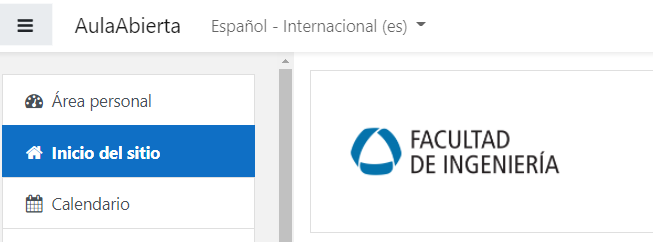 AulaAbierta Español - Internacional (es)
Área personal
Inicio del sitio
Calendario
FACULTAD
DE INGENIERÍA